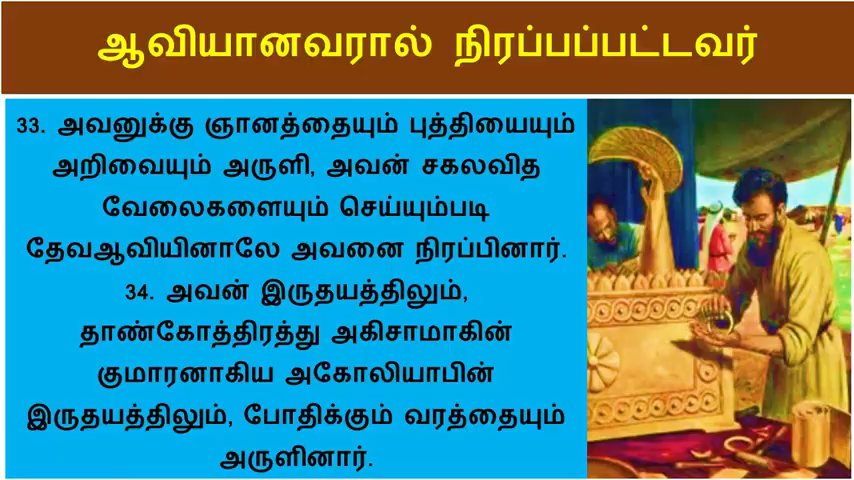 ஆவியானவரால் நிரப்பப்பட்டவர்
33. அவனுக்கு ஞானத்தையும் புத்தியையும்
அறிவையும் அருளி, அவன் சகலவித
வேலைகளையும் செய்யும்படி
தேவஆவியினாலே அவனை நிரப்பினார்.
34. அவன் இருதயத்திலும்,
தாண்கோத்திரத்து அகிசாமாகின்
குமாரனாகிய அகோலியாபின்
இருதயத்திலும், போதிக்கும் வரத்தையும்
அருளினார்.